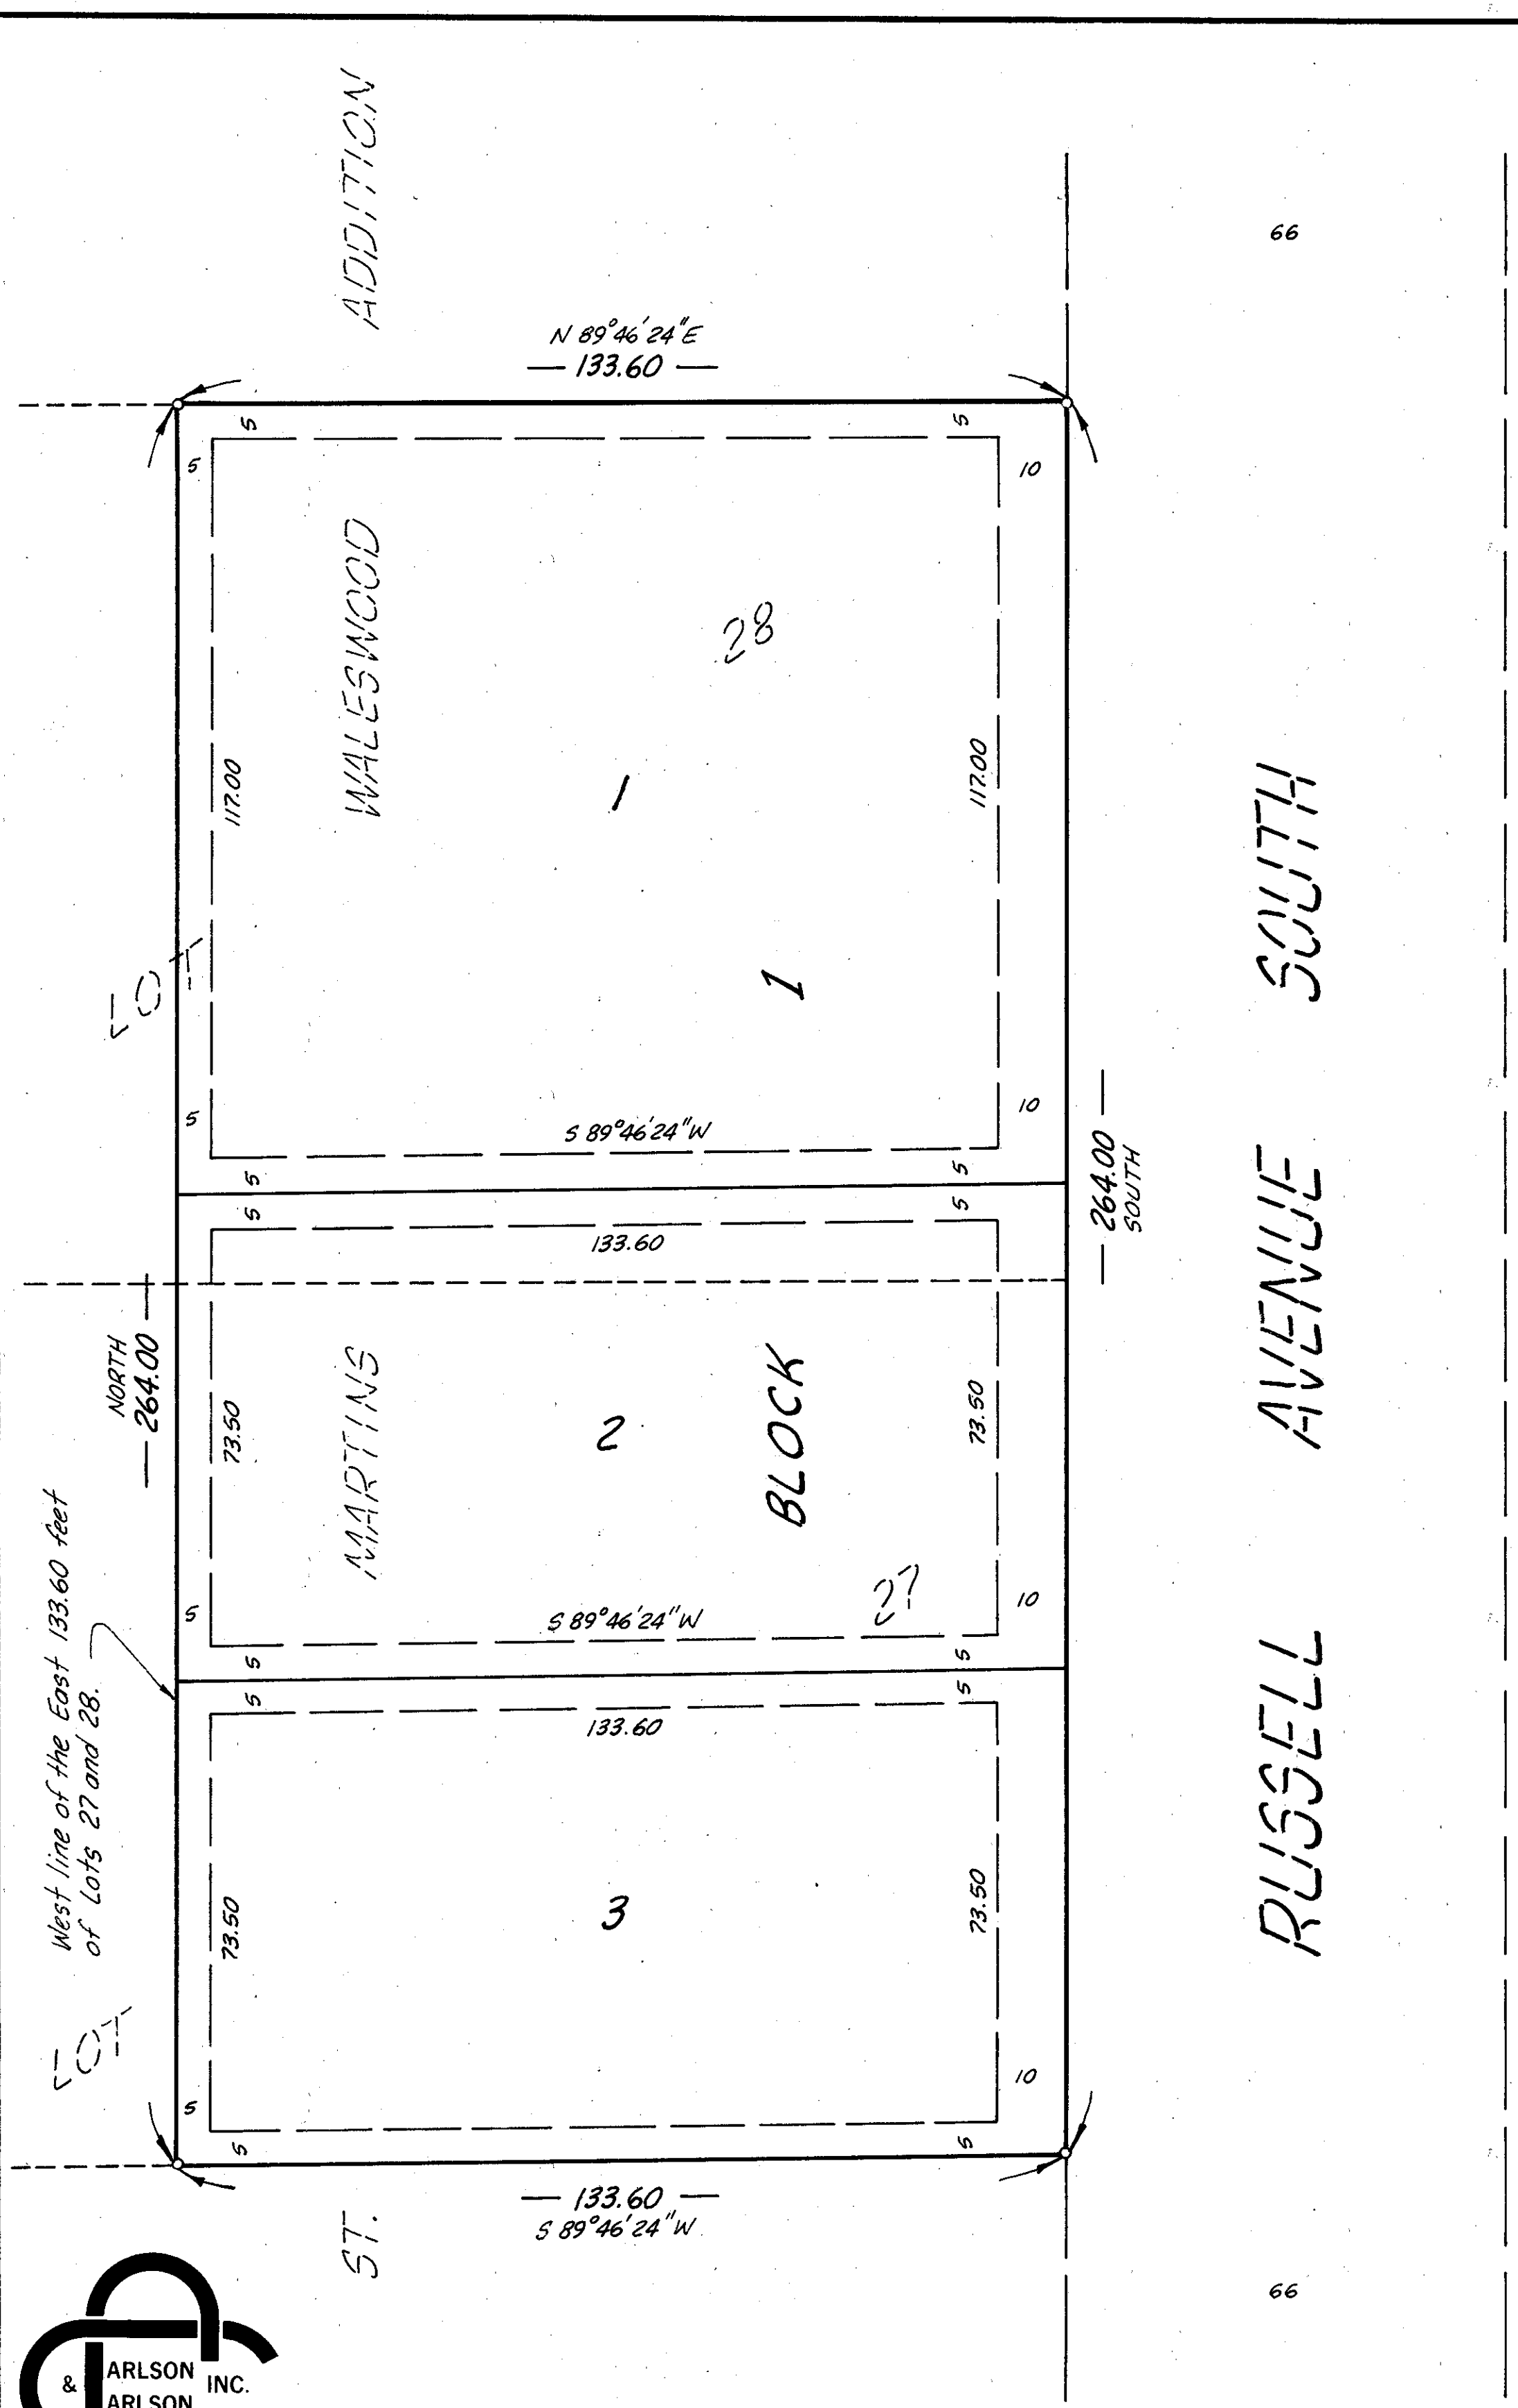 ADDITION
66
N 89°46'24"E
— 133.60 —
5
5
5
10
WALESWOOD
28
117.00
1
117.00
SOUTH
LOT
1
5
10
S 89°46'24"W
5
5
— 264.00 —
SOUTH
5
5
133.60
NORTH
— 264.00 —
AVENUE
MARTINS
73.50
2
BLOCK
73.50
West line of the East 133.60 feet
of Lots 27 and 28.
27
5
10
S 89°46'24"W
5
5
5
5
133.60
RUSSELL
73.50
3
73.50
LOT
5
10
5
5
— 133.60 —
S 89°46'24"W
ST.
66
& ARLSON INC.
ARLSON